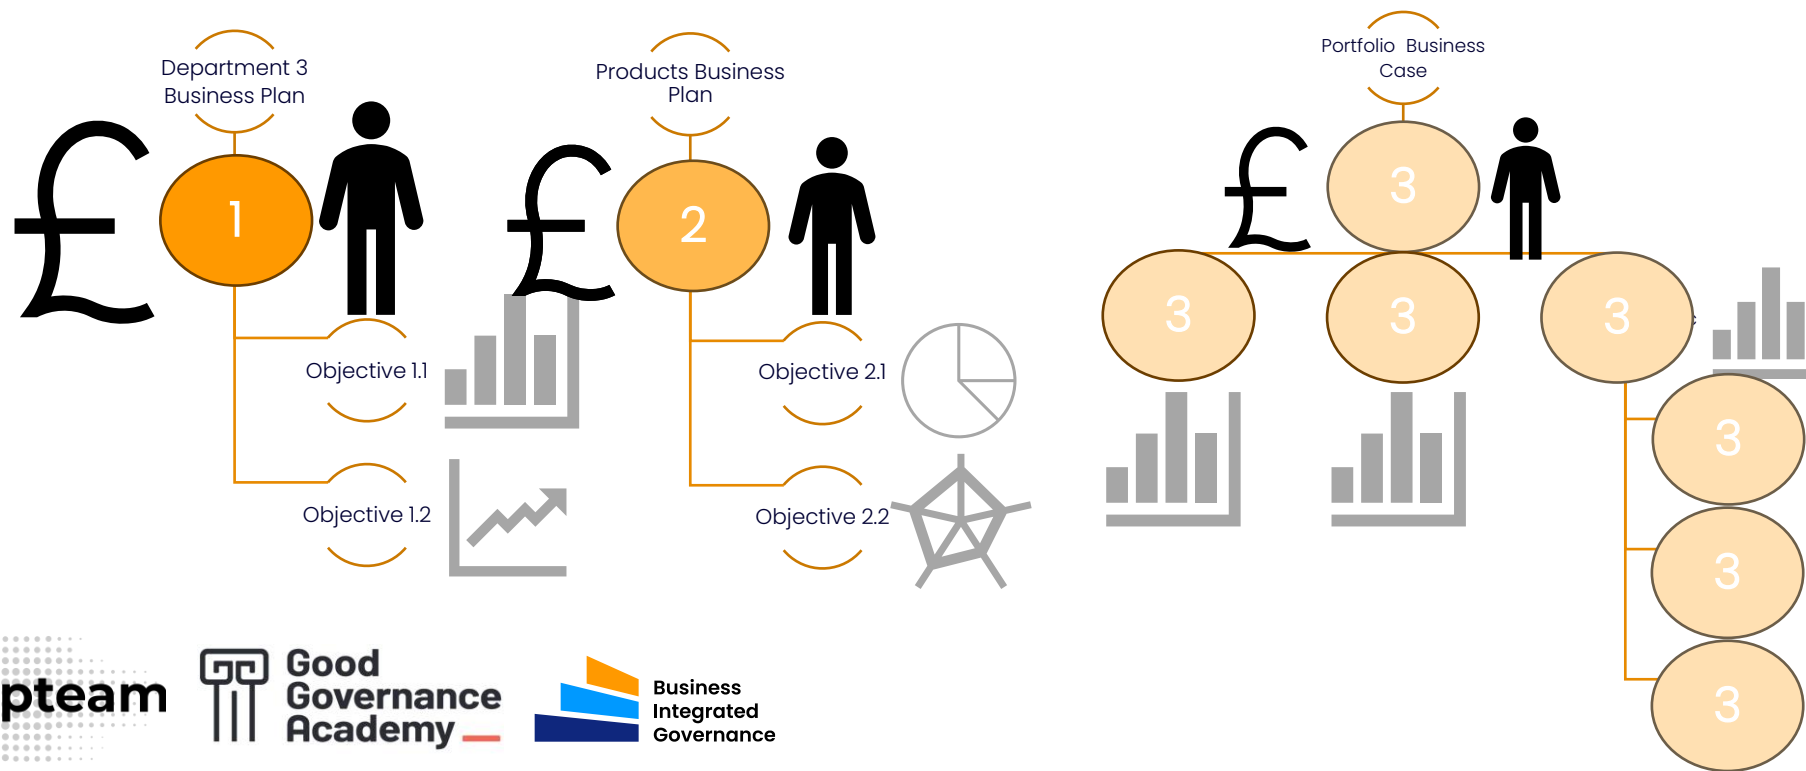 Department 3
Business Plan
£
1
Objective 1.1
Objective 1.2
Products Business
Plan
£
2
Objective 2.1
Objective 2.2
Portfolio Business
Case
£
3
3
3
3
3
3
3
pteam
Good
Governance
Academy
Business
Integrated
Governance